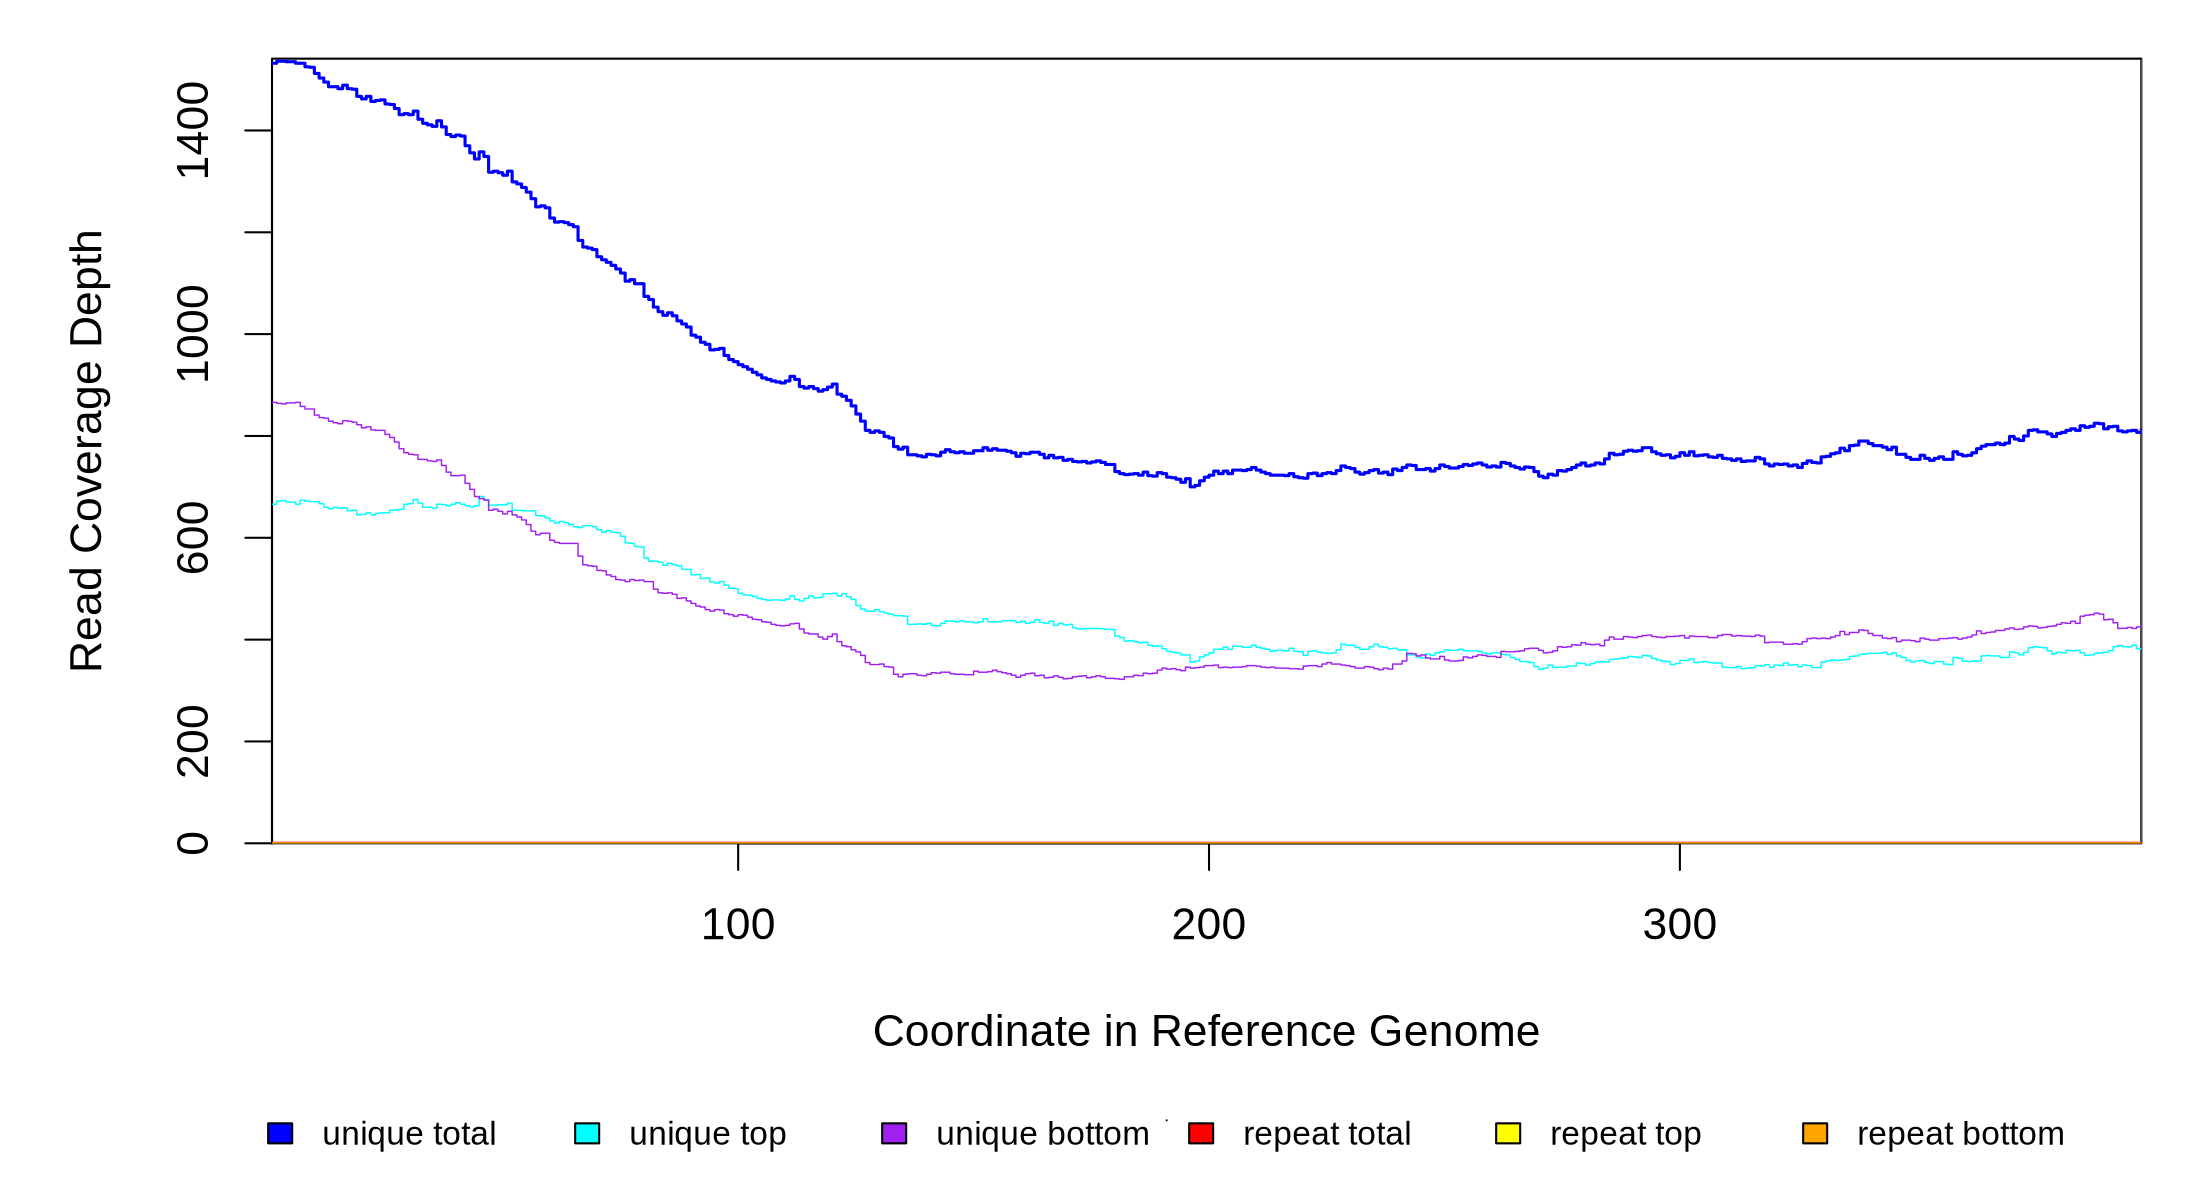 1400
1000
600
200
0
Read Coverage Depth
100 200 300
Coordinate in Reference Genome
unique total unique top unique bottom repeat total repeat top repeat bottom